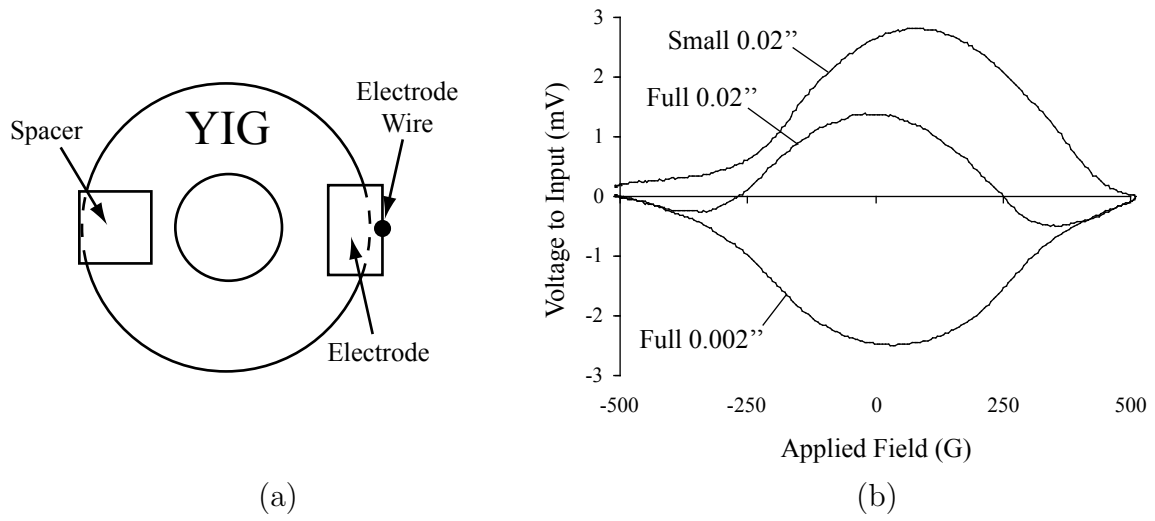 YIG
Spacer
Electrode
Wire
Electrode
(a)
Voltage to Input (mV)
3
2
1
0
-1
-2
-3
Small 0.02’’
Full 0.02’’
Full 0.002’’
-500
-250
0
250
500
Applied Field (G)
(b)